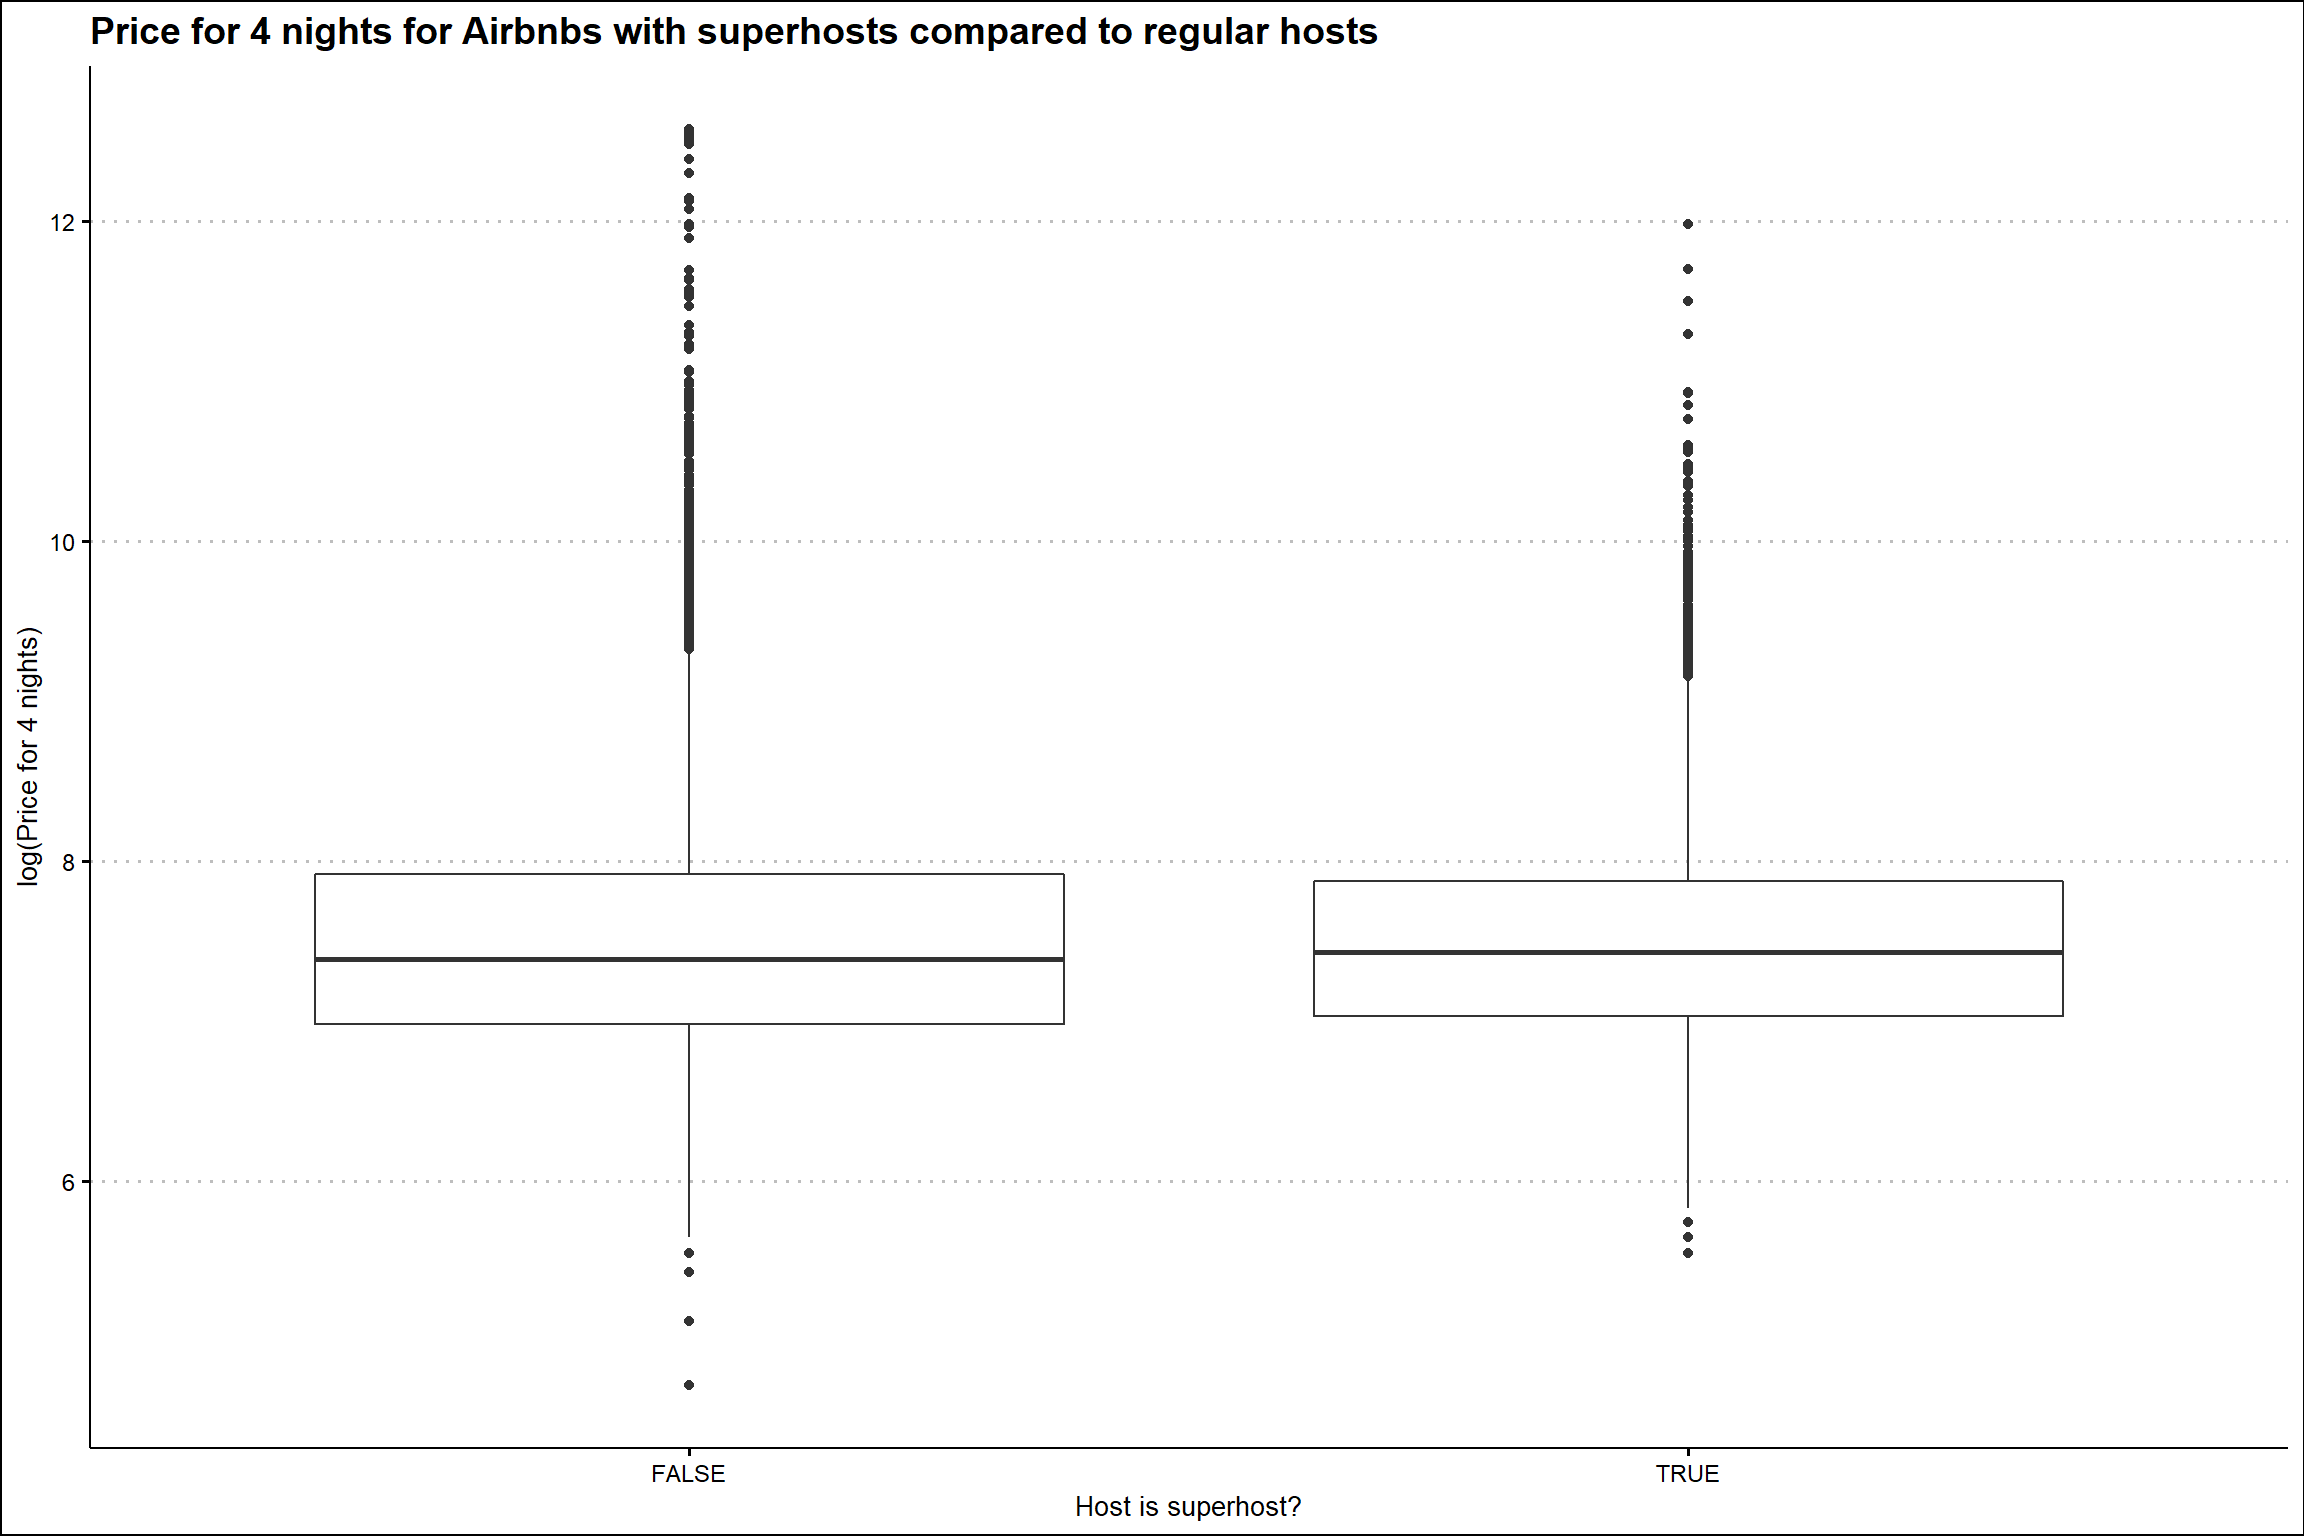 Price for 4 nights for Airbnbs with superhosts compared to regular hosts
log(Price for 4 nights)
12
10
8
6
FALSE
TRUE
Host is superhost?